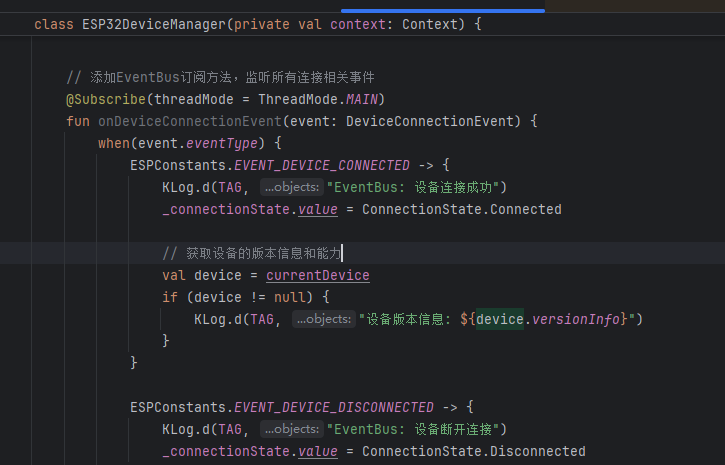 class ESP32DeviceManager(private val context: Context) {
// 添加EventBus订阅方法，监听所有连接相关事件
@Subscribe(threadMode = ThreadMode.MAIN)
fun onDeviceConnectionEvent(event: DeviceConnectionEvent) {
when(event.eventType) {
ESPConstants.EVENT_DEVICE_CONNECTED -> {
KLog.d(TAG, ...objects: "EventBus: 设备连接成功")
_connectionState.value = ConnectionState.Connected
// 获取设备的版本信息和能力
val device = currentDevice
if (device != null) {
KLog.d(TAG, ...objects: "设备版本信息: ${device.versionInfo}")
}
}
ESPConstants.EVENT_DEVICE_DISCONNECTED -> {
KLog.d(TAG, ...objects: "EventBus: 设备断开连接")
_connectionState.value = ConnectionState.Disconnected